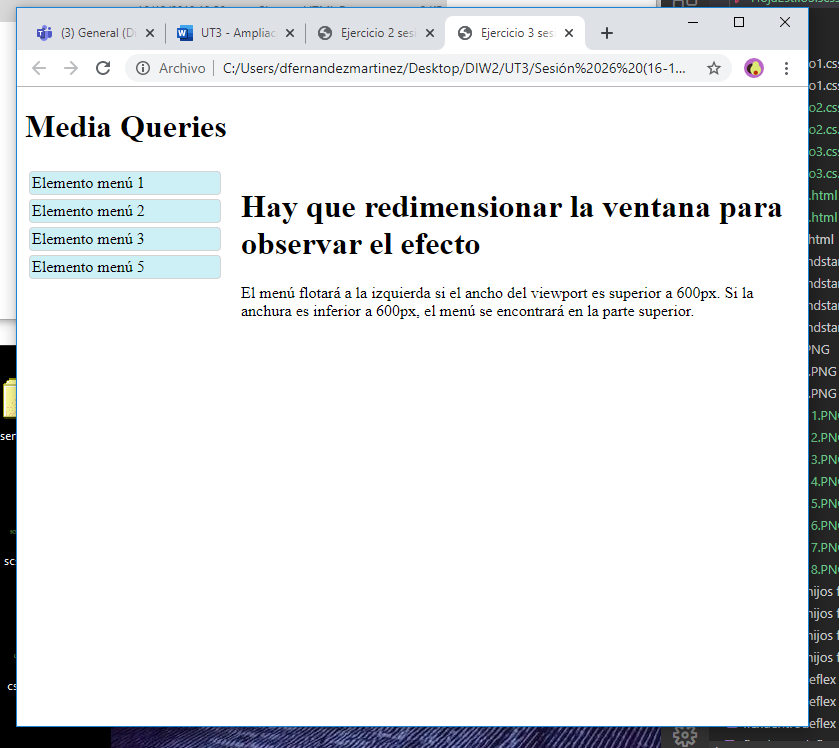 (3) General (Di
UT3 - Ampliac
Ejercicio 2 sesi
Ejercicio 3 sesi
Archivo
C:/Users/dfernandezmartinez/Desktop/DIW2/UT3/Sesión%2026%20(16-1...
Media Queries
Elemento menú 1
Elemento menú 2
Elemento menú 3
Elemento menú 5
Hay que redimensionar la ventana para
observar el efecto
El menú flotará a la izquierda si el ancho del viewport es superior a 600px. Si la
anchura es inferior a 600px, el menú se encontrará en la parte superior.
ser
sc
cs
o1.css
o1.css
o2.css
o2.cs
o3.css
o3.cs
.html
.html
html
ndstar
ndstar
ndstar
ndstar
PNG
.PNG
.PNG
1.PNG
2.PNG
3.PNG
4.PNG
5.PNG
6.PNG
7.PNG
8.PNG
hijos f
hijos f
hijos f
hijos f
eflex
eflex